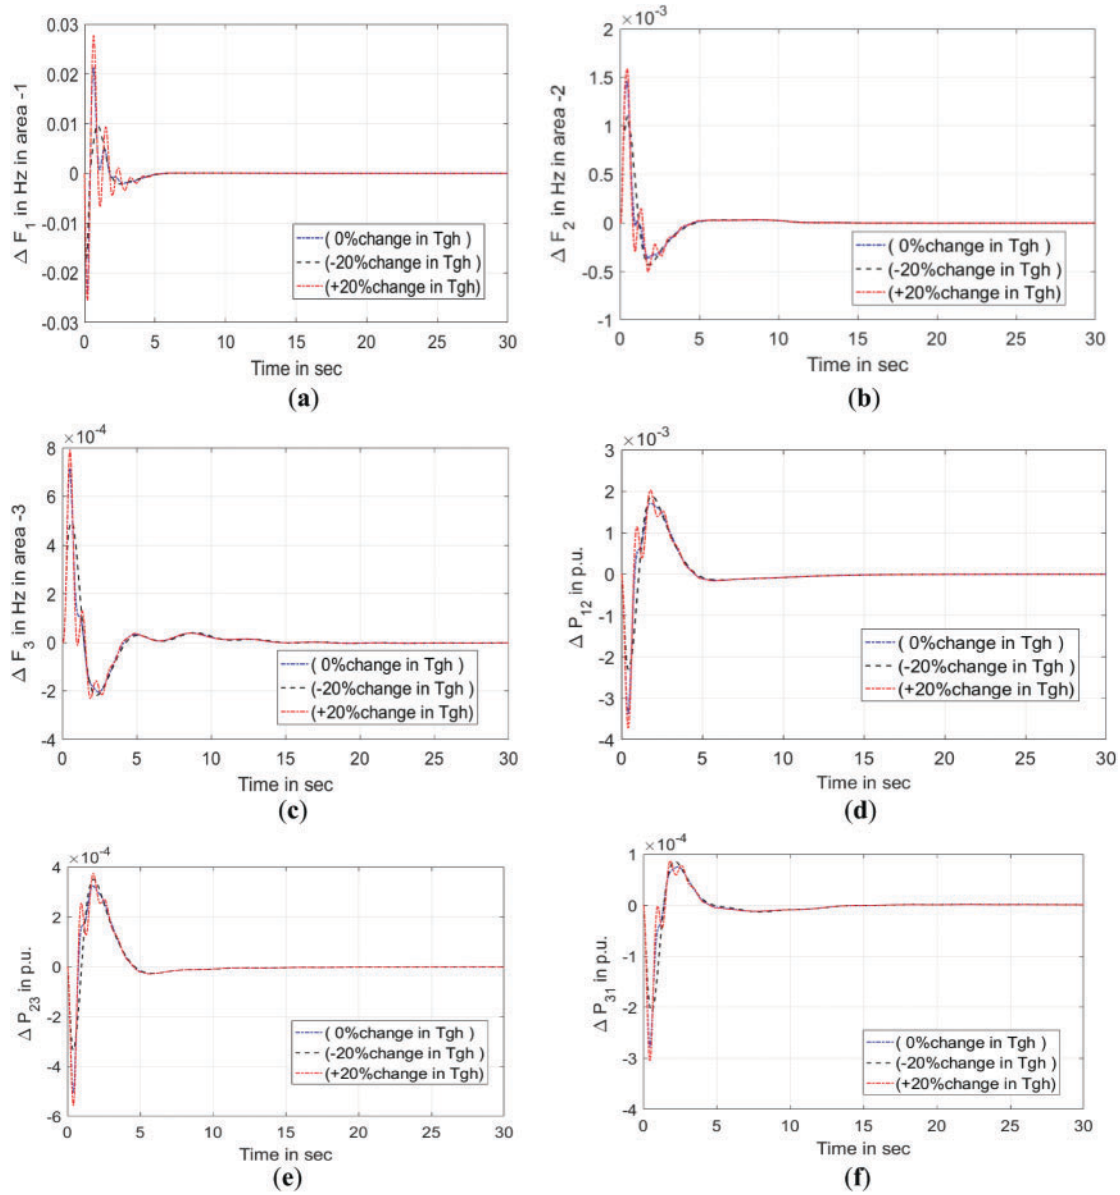 0.03
0.02
0.01
0
-0.01
-0.02
-0.03
Δ F1 in Hz in area -1
( 0%change in Tgh )
(-20%change in Tgh )
(+20%change in Tgh)
0 5 10 15 20 25 30
Time in sec
(a)
×10-3
2
1.5
1
0.5
0
-0.5
-1
Δ F2 in Hz in area -2
( 0%change in Tgh )
(-20%change in Tgh )
(+20%change in Tgh)
0 5 10 15 20 25 30
Time in sec
(b)
×10-4
8
6
4
2
0
-2
-4
Δ F3 in Hz in area -3
( 0%change in Tgh )
(-20%change in Tgh )
(+20%change in Tgh)
0 5 10 15 20 25 30
Time in sec
(c)
×10-3
3
2
1
0
-1
-2
-3
-4
Δ P12 in p.u.
( 0%change in Tgh )
(-20%change in Tgh )
(+20%change in Tgh)
0 5 10 15 20 25 30
Time in sec
(d)
×10-4
4
2
0
-2
-4
-6
Δ P23 in p.u.
( 0%change in Tgh )
(-20%change in Tgh )
(+20%change in Tgh)
0 5 10 15 20 25 30
Time in sec
(e)
×10-4
1
0
-1
-2
-3
-4
Δ P31 in p.u.
( 0%change in Tgh )
(-20%change in Tgh )
(+20%change in Tgh)
0 5 10 15 20 25 30
Time in sec
(f)